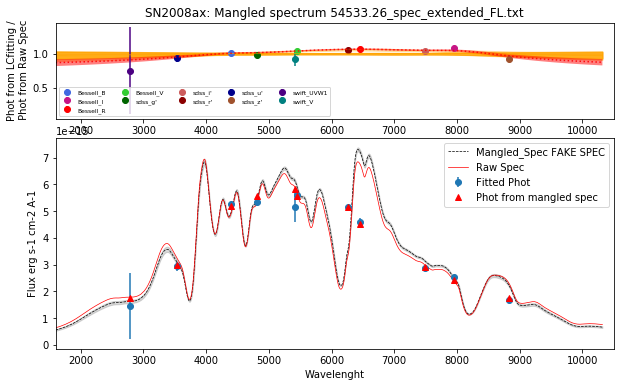 SN2008ax: Mangled spectrum 54533.26_spec_extended_FL.txt
Phot from LCfitting /
Phot from Raw Spec
1.0
0.5
Bessell_B Bessell_V sdss_i' sdss_u' swift_UVW1
Bessell_I sdss_g' sdss_r' sdss_z' swift_V
Bessell_R
2000 3000 4000 5000 6000 7000 8000 9000 10000
1e−15
Flux erg s-1 cm-2 A-1
7
6
5
4
3
2
1
0
Mangled_Spec FAKE SPEC
Raw Spec
Fitted Phot
Phot from mangled spec
2000 3000 4000 5000 6000 7000 8000 9000 10000
Wavelenght